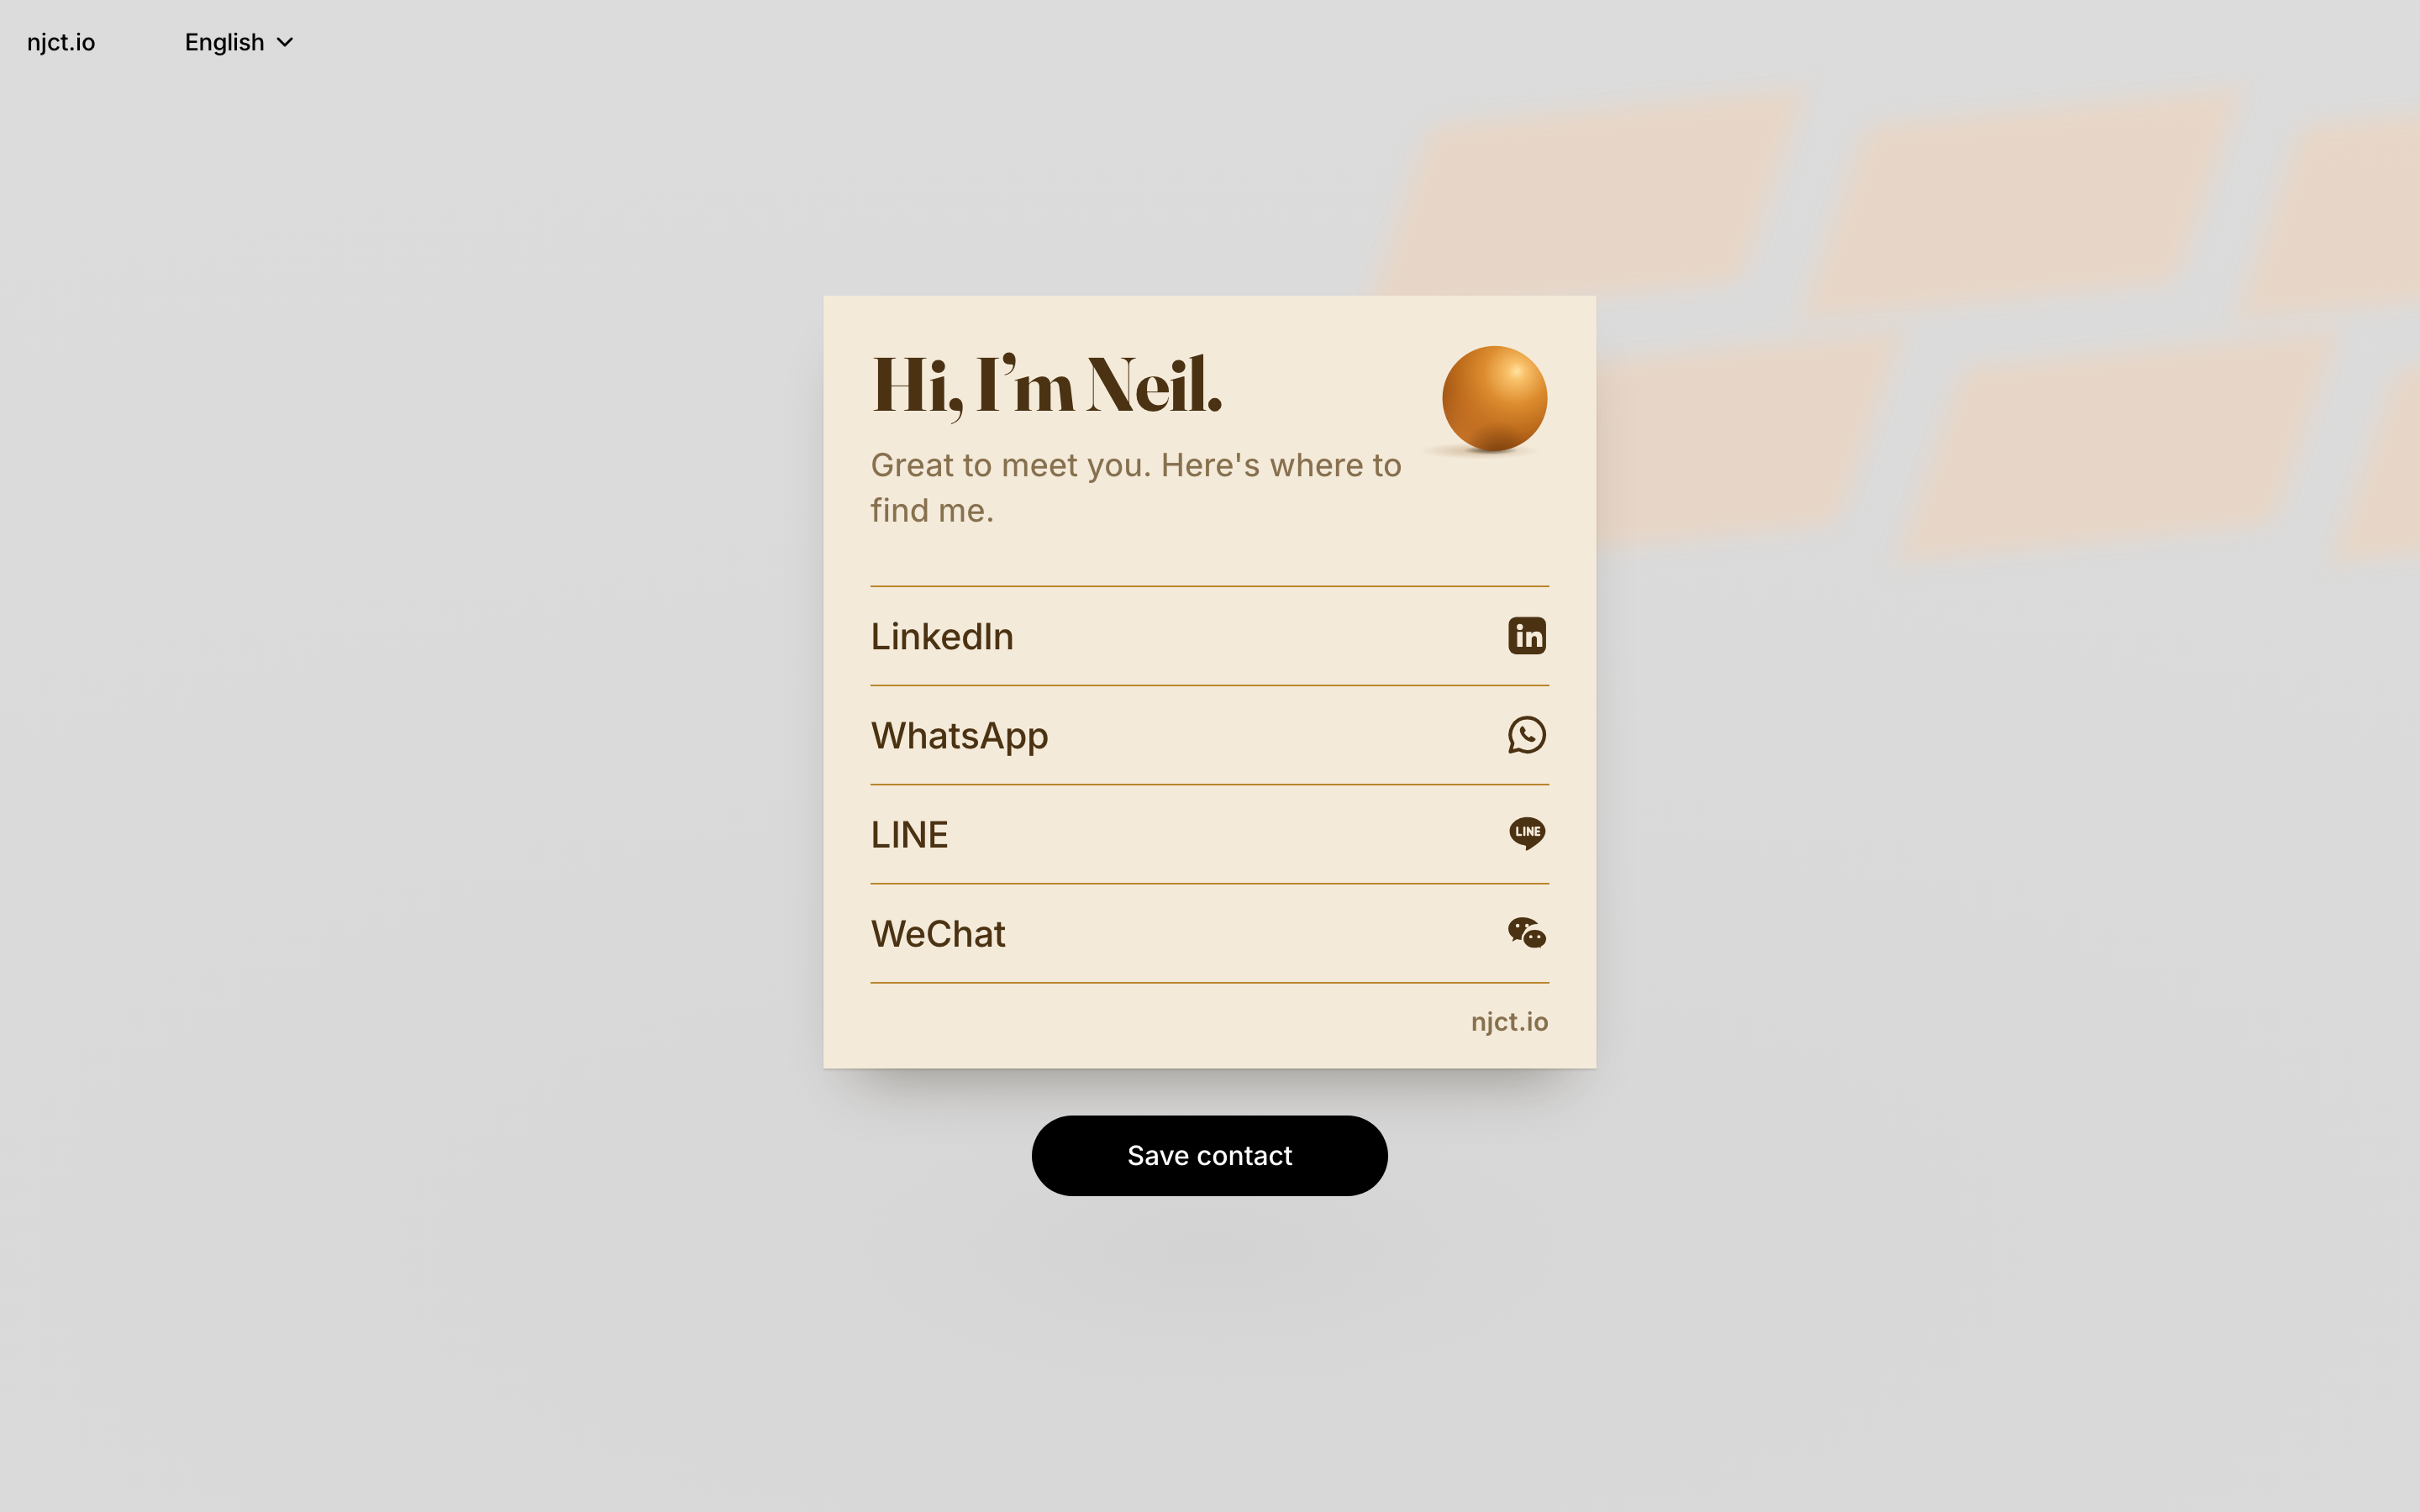 njct.io
English
Hi, I’m Neil.
Great to meet you. Here's where to
find me.
LinkedIn
in
WhatsApp
LINE
LINE
WeChat
njct.io
Save contact